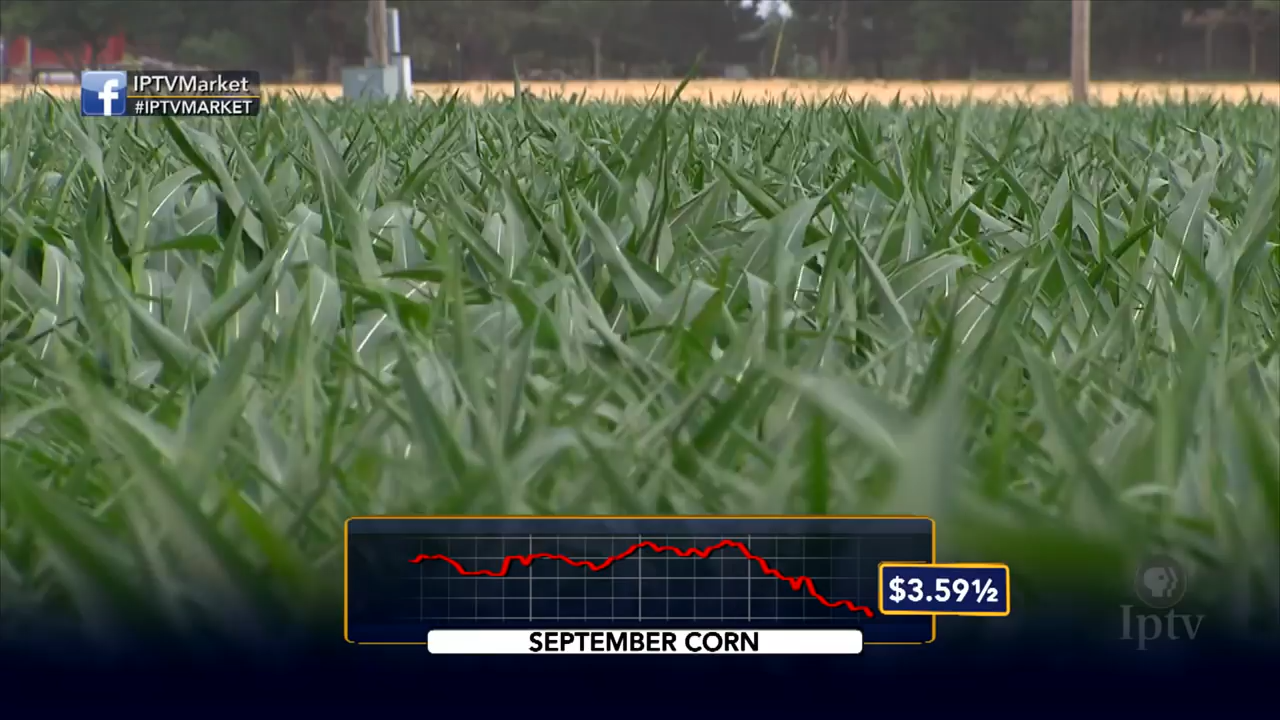 f
IPTVMarket
#IPTVMARKET
$3.59½
SEPTEMBER CORN
Iptv